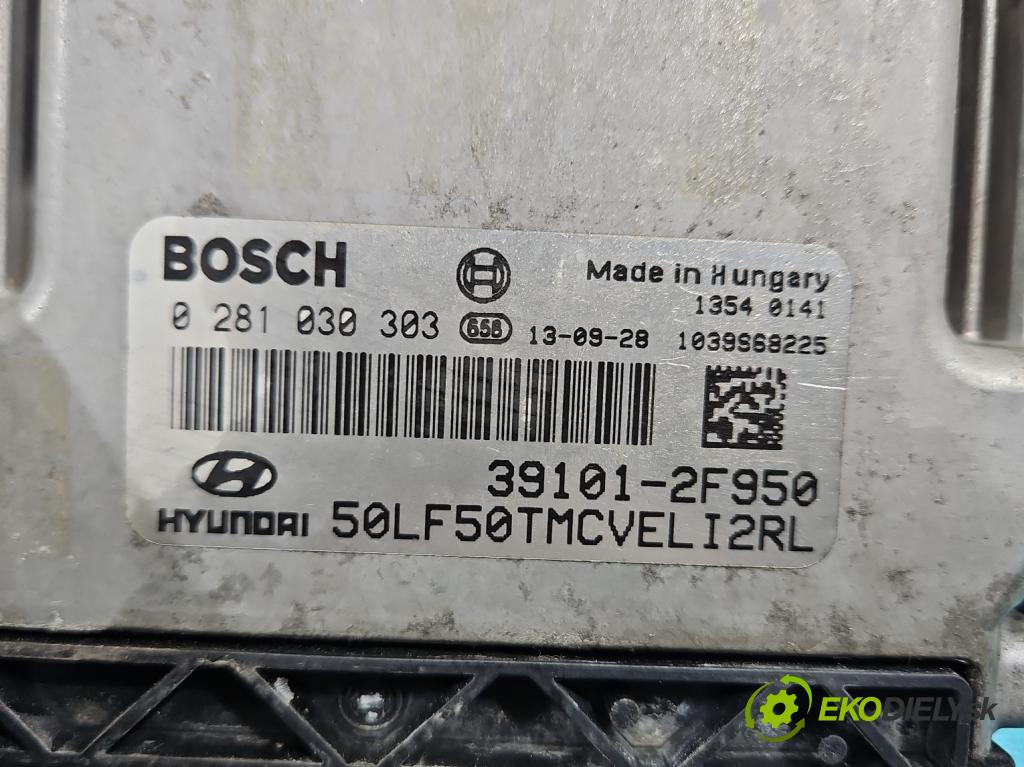 BOSCH
Made in Hungary
1354 0141
0 281 030 303 658 13-09-28 1039S68225
39101-2F950
HYUNDAI 50LF50TMCVELI2RL
EKODIELY.sk